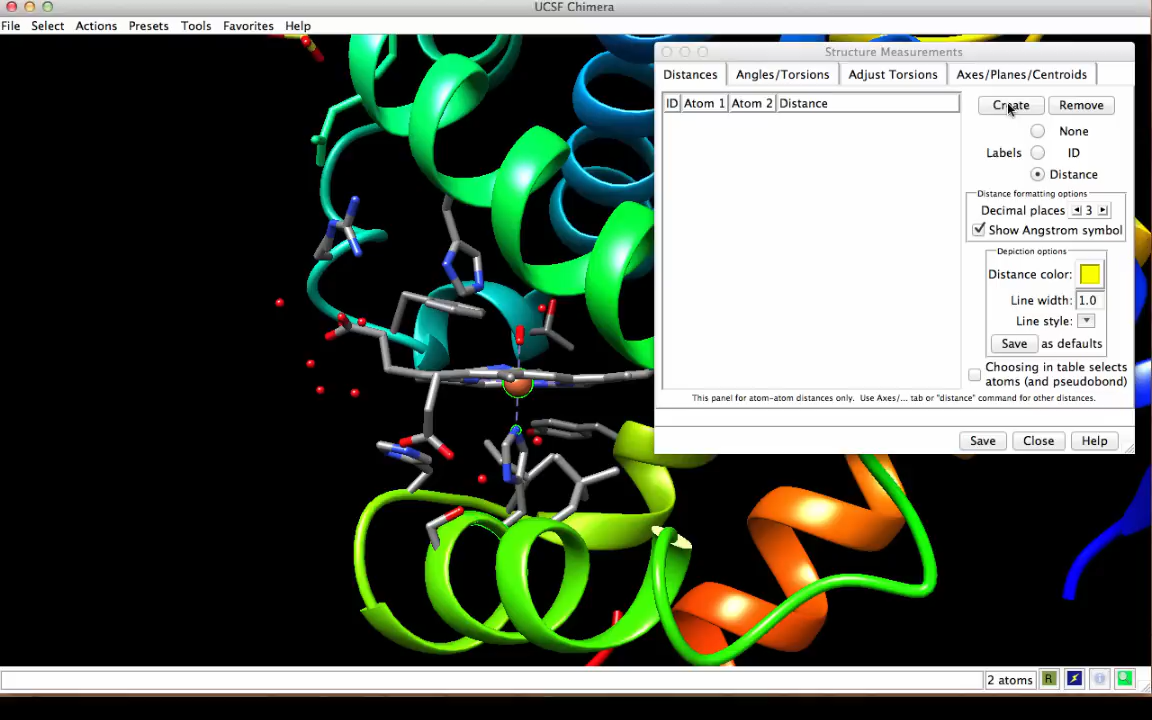 UCSF Chimera
File Select Actions Presets Tools Favorites Help
Structure Measurements
Distances Angles/Torsions Adjust Torsions Axes/Planes/Centroids
ID Atom 1 Atom 2 Distance
Create Remove
None
Labels ID
Distance
Distance formatting options
Decimal places 3
Show Angstrom symbol
Depiction options
Distance color:
Line width: 1.0
Line style:
Save as defaults
Choosing in table selects
atoms (and pseudobond)
This panel for atom-atom distances only. Use Axes/... tab or "distance" command for other distances.
Save Close Help
2 atoms R